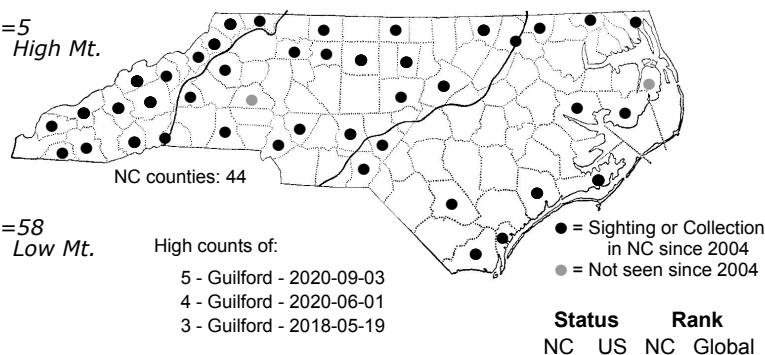 =5
High Mt.
NC counties: 44
=58
Low Mt.
High counts of:
5 - Guilford - 2020-09-03
4 - Guilford - 2020-06-01
3 - Guilford - 2018-05-19
● = Sighting or Collection
in NC since 2004
● = Not seen since 2004
Status Rank
NC US NC Global